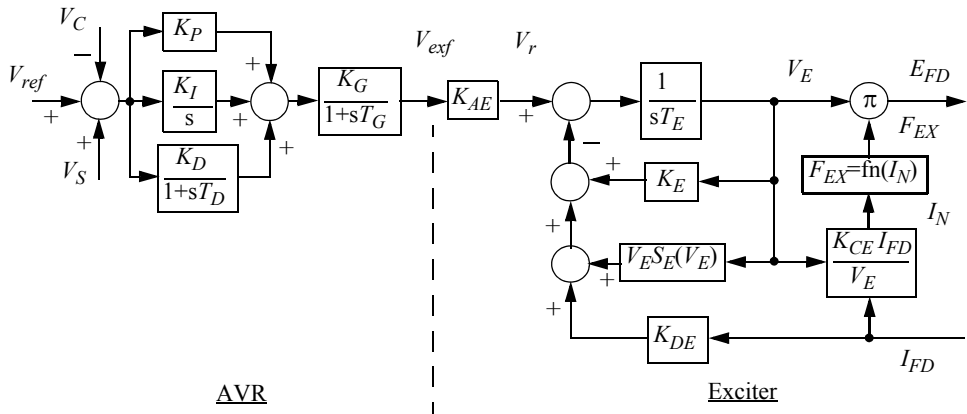 V_C
−
V_ref
+
+
V_S
K_P
K_I
s
K_D
1+sT_D
+
+
+
K_G
1+sT_G
V_exf
K_AE
V_r
+
−
1
sT_E
V_E
π
E_FD
F_EX
F_EX=fn(I_N)
I_N
+
K_E
+
+
V_E S_E(V_E)
K_CE I_FD
V_E
+
K_DE
I_FD
AVR
Exciter